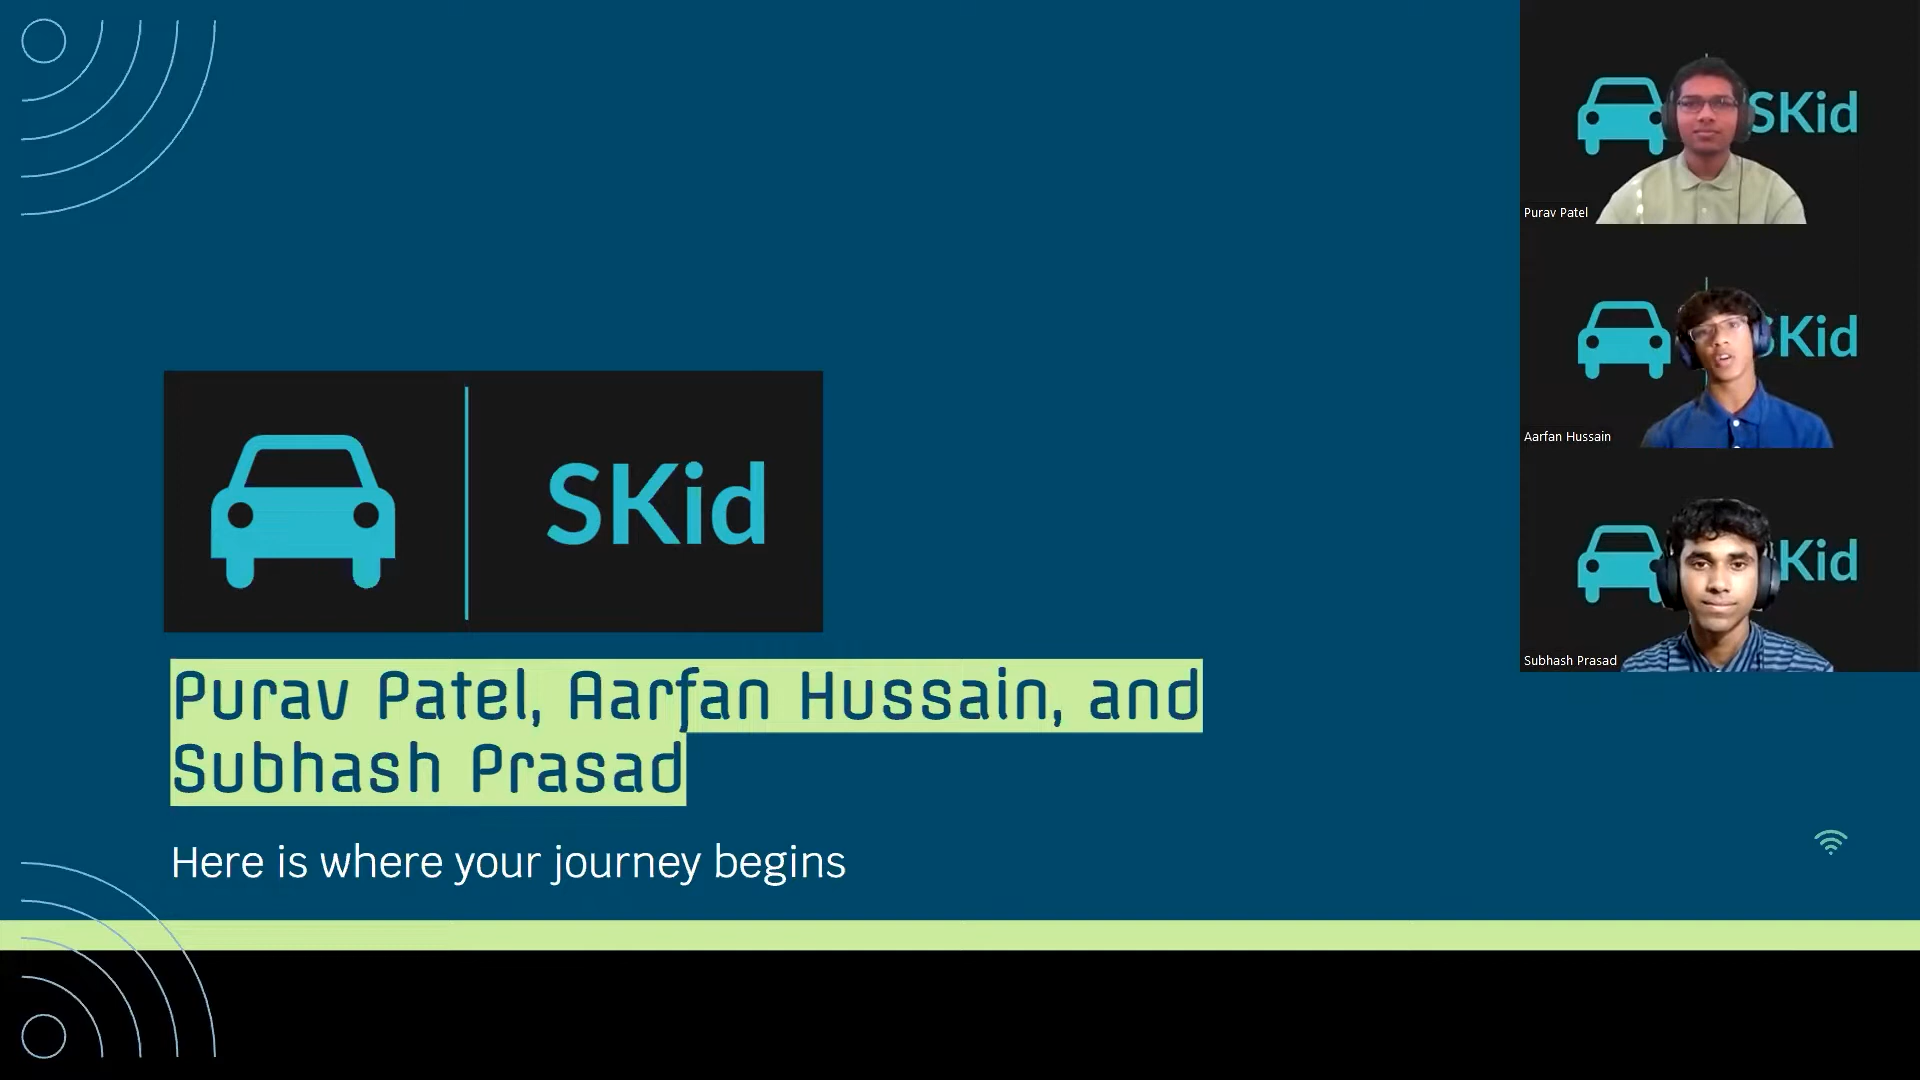 SKid
Purav Patel, Aarfan Hussain, and
Subhash Prasad
Here is where your journey begins
SKid
Purav Patel
SKid
Aarfan Hussain
Kid
Subhash Prasad